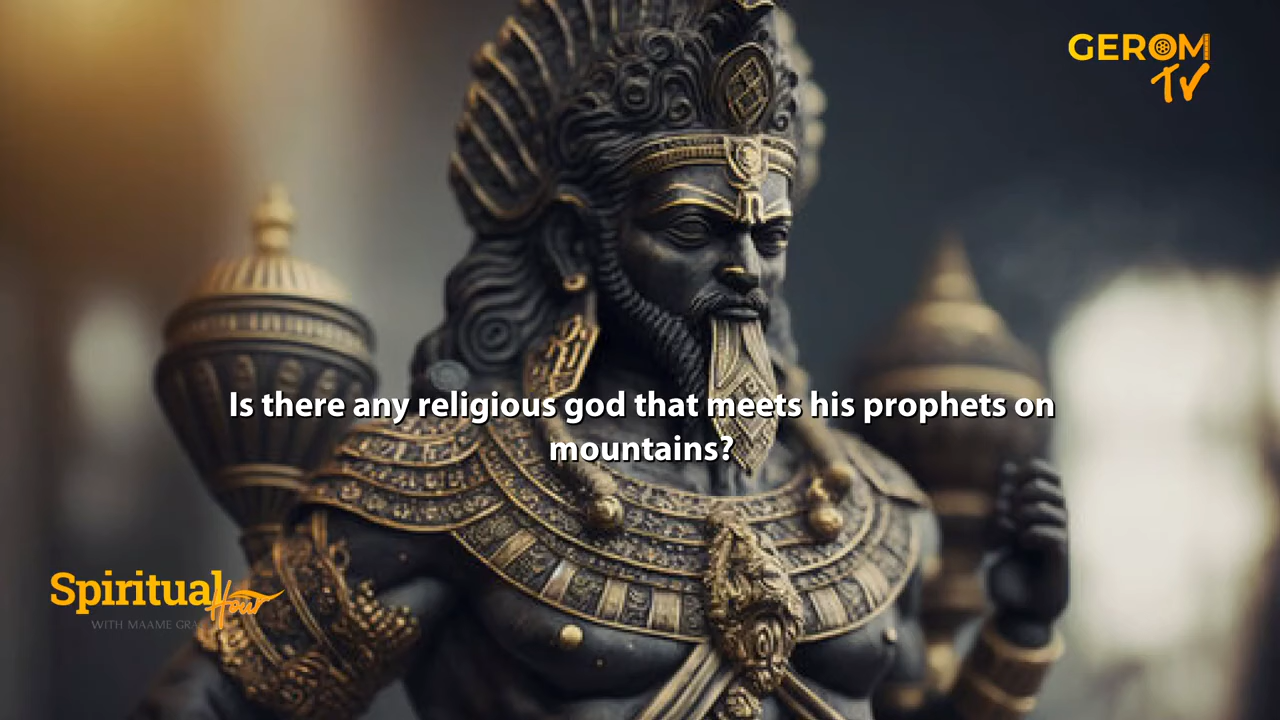 GEROM
TV
Is there any religious god that meets his prophets on
mountains?
Spiritual
Hour
WITH MAAME GRA